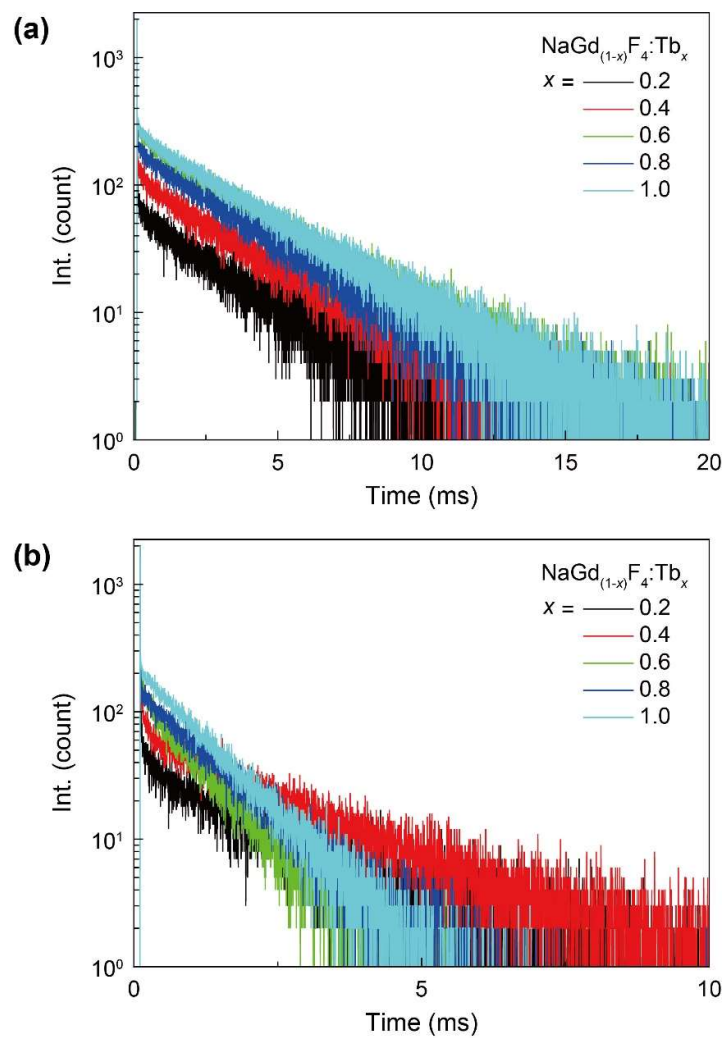 (a)
10³
10²
10¹
10⁰
Int. (count)
NaGd₍₁₋ₓ₎F₄:Tbₓ
x = 0.2
0.4
0.6
0.8
1.0
0 5 10 15 20
Time (ms)
(b)
10³
10²
10¹
10⁰
Int. (count)
NaGd₍₁₋ₓ₎F₄:Tbₓ
x = 0.2
0.4
0.6
0.8
1.0
0 5 10
Time (ms)